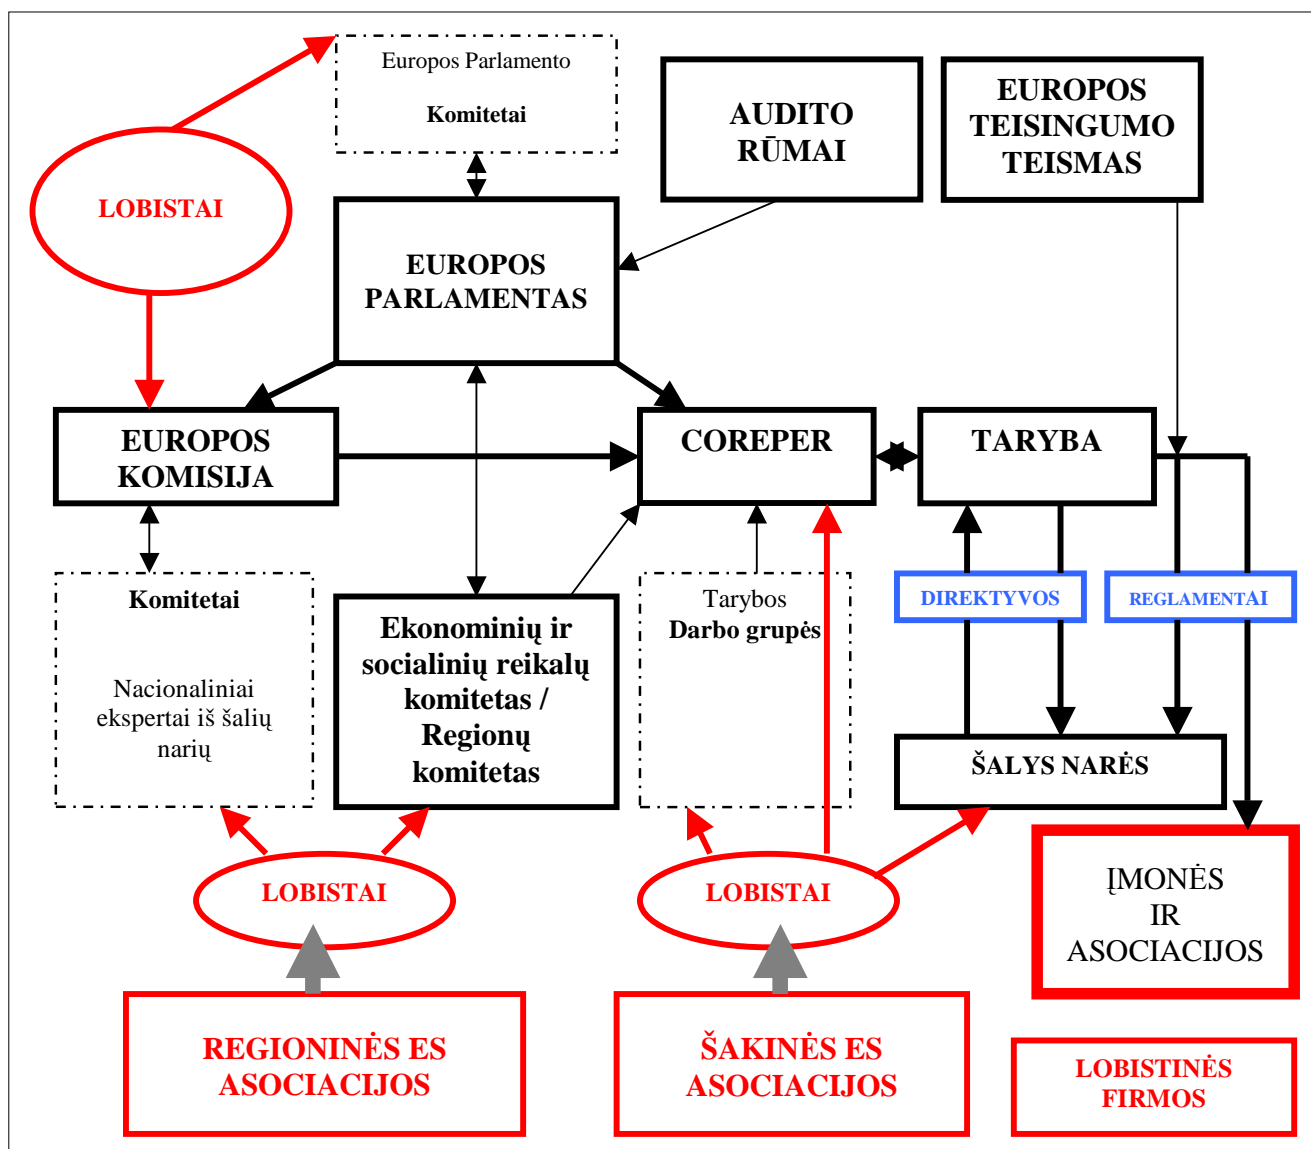 Europos Parlamento
Komitetai
AUDITO
RŪMAI
EUROPOS
TEISINGUMO
TEISMAS
LOBISTAI
EUROPOS
PARLAMENTAS
EUROPOS
KOMISIJA
COREPER
TARYBA
Komitetai
Nacionaliniai
ekspertai iš šalių
narių
Ekonominių ir
socialinių reikalų
komitetas /
Regionų
komitetas
Tarybos
Darbo grupės
DIREKTYVOS
REGLAMENTAI
ŠALYS NARĖS
LOBISTAI
LOBISTAI
ĮMONĖS
IR
ASOCIACIJOS
REGIONINĖS ES
ASOCIACIJOS
ŠAKINĖS ES
ASOCIACIJOS
LOBISTINĖS
FIRMOS